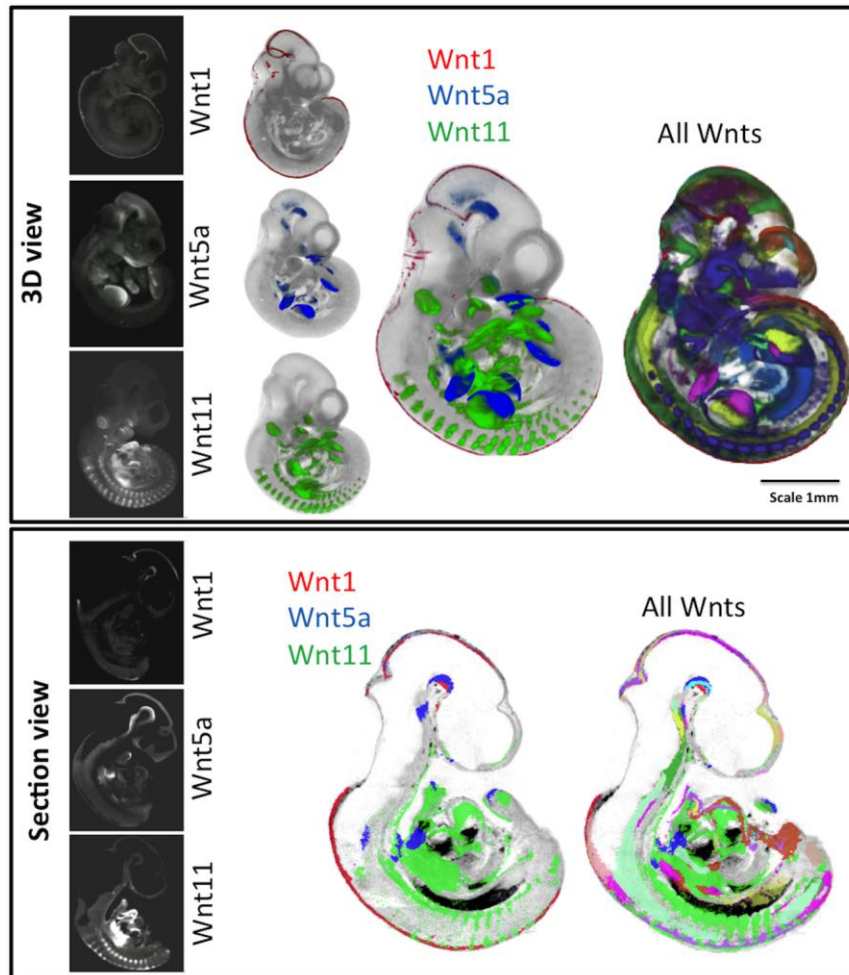 3D view
Wnt1
Wnt5a
Wnt11
Wnt1
Wnt5a
Wnt11
All Wnts
Scale 1mm
Section view
Wnt1
Wnt5a
Wnt11
Wnt1
Wnt5a
Wnt11
All Wnts